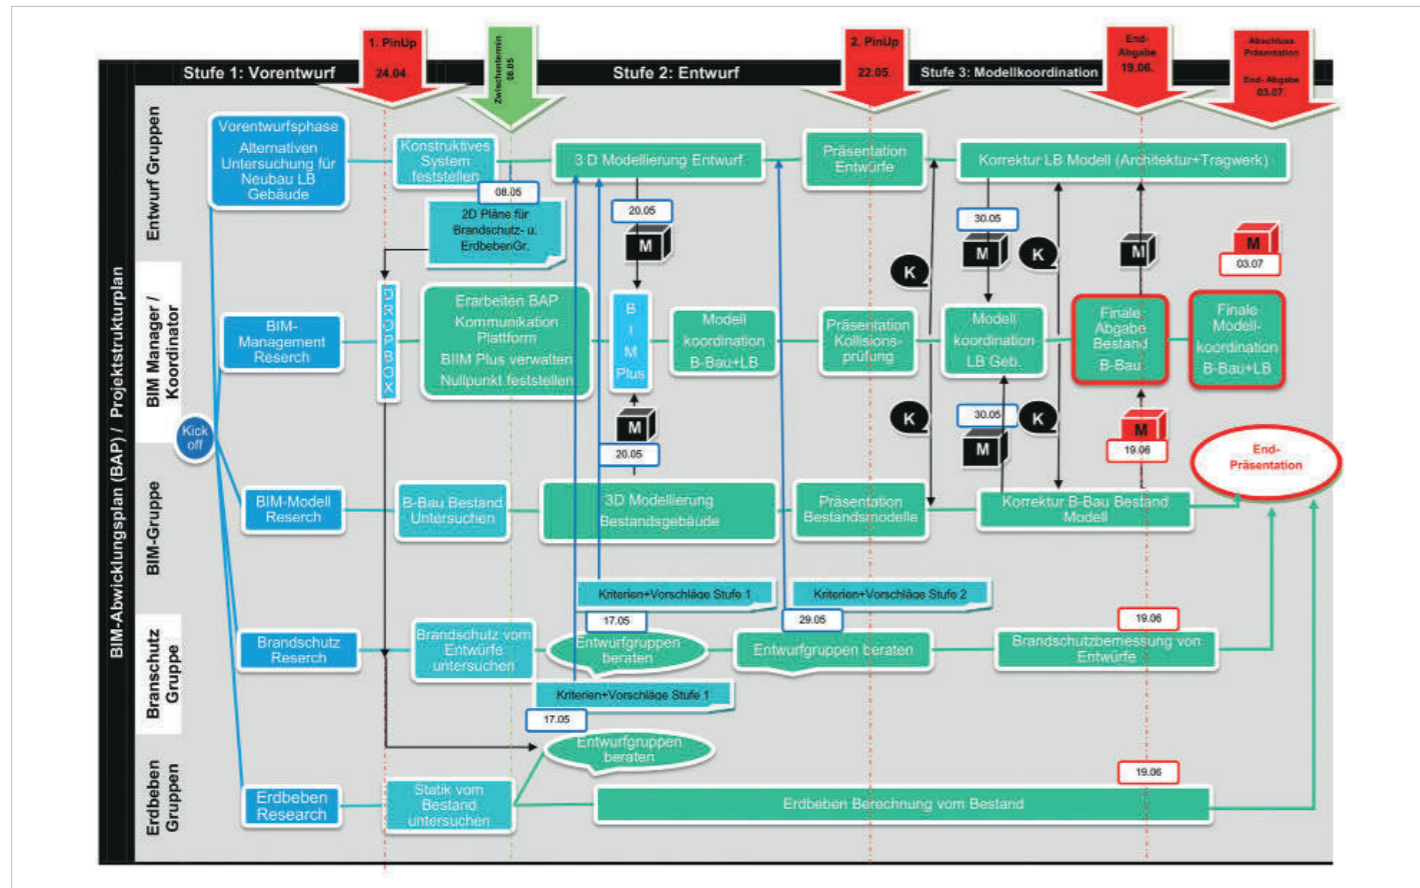 1. PinUp
24.04.
Zwischentermin
08.05
2. PinUp
22.05.
End-
Abgabe
19.06.
Abschluss
Präsentation
End- Abgabe
03.07.
Stufe 1: Vorentwurf
Stufe 2: Entwurf
Stufe 3: Modellkoordination
BIM-Abwicklungsplan (BAP) / Projektstrukturplan
Entwurf Gruppen
Vorentwurfsphase
Alternativen
Untersuchung für
Neubau LB
Gebäude
Konstruktives
System
feststellen
3 D Modellierung Entwurf
Präsentation
Entwürfe
Korrektur LB Modell (Architektur+Tragwerk)
08.05
2D Pläne für
Brandschutz- u.
ErdbebenGr.
20.05
M
30.05
M
K
K
M
M
03.07
BIM Manager /
Koordinator
BIM-
Management
Reserch
DROPBOX
Erarbeiten BAP
Kommunikation
Plattform
BIIM Plus verwalten
Nullpunkt feststellen
B
I
M
Plus
Modell
koordination
B-Bau+LB
Präsentation
Kollisions-
prüfung
Modell
koordination
LB Geb.
Finale
Abgabe
Bestand
B-Bau
Finale
Modell-
koordination
B-Bau+LB
Kick
off
M
20.05
K
30.05
M
K
M
19.06
End-
Präsentation
BIM-Gruppe
BIM-Modell
Reserch
B-Bau Bestand
Untersuchen
3D Modellierung
Bestandsgebäude
Präsentation
Bestandsmodelle
Korrektur B-Bau Bestand
Modell
Kriterien+Vorschläge Stufe 1
Kriterien+Vorschläge Stufe 2
17.05
29.05
19.06
Branschutz
Gruppe
Brandschutz
Reserch
Brandschutz vom
Entwürfe
untersuchen
Entwurfgruppen
beraten
Entwurfgruppen beraten
Brandschutzbemessung von
Entwürfe
Kriterien+Vorschläge Stufe 1
17.05
Entwurfgruppen
beraten
19.06
Erdbeben
Gruppen
Erdbeben
Research
Statik vom
Bestand
untersuchen
Erdbeben Berechnung vom Bestand